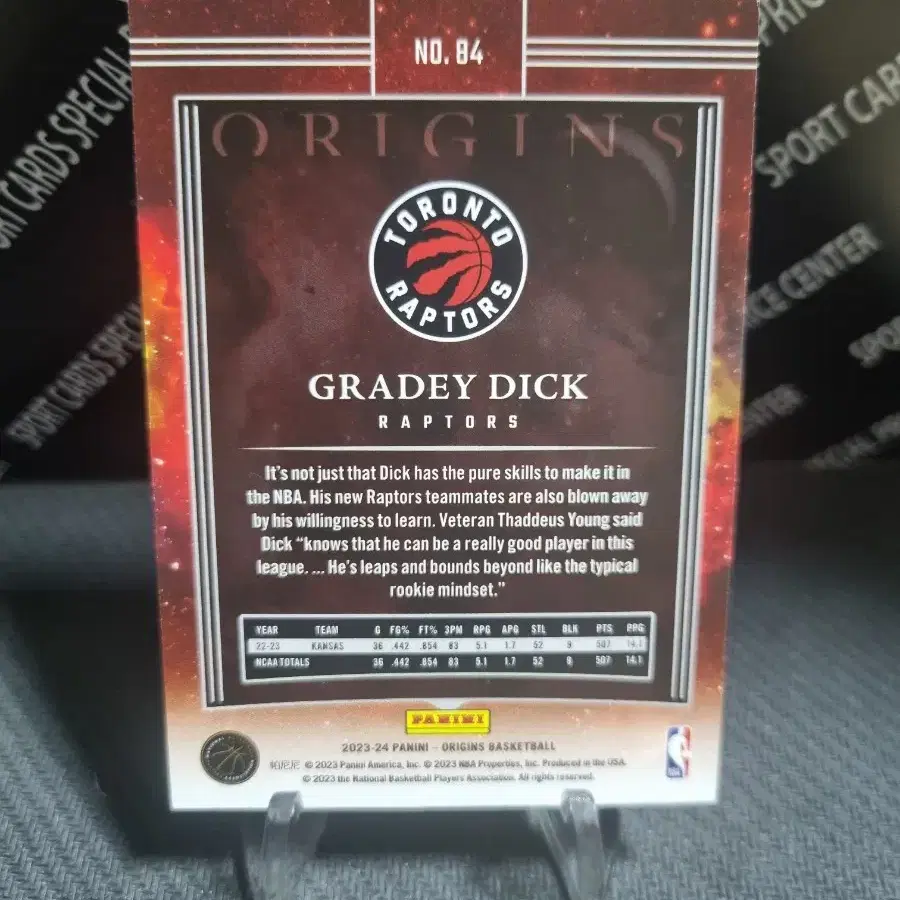 NO. 84
ORIGINS
TORONTO
RAPTORS
GRADEY DICK
RAPTORS
It's not just that Dick has the pure skills to make it in
the NBA. His new Raptors teammates are also blown away
by his willingness to learn. Veteran Thaddeus Young said
Dick “knows that he can be a really good player in this
league. ... He's leaps and bounds beyond like the typical
rookie mindset.”
YEAR TEAM G FG% FT% 3PM RPG APG STL BLK PTS PPG
22-23 KANSAS 36 .442 .854 83 5.1 1.7 52 9 507 14.1
NCAA TOTALS 36 .442 .854 83 5.1 1.7 52 9 507 14.1
PANINI
2023-24 PANINI - ORIGINS BASKETBALL
© 2023 Panini America, Inc. © 2023 NBA Properties, Inc. Produced in the USA.
© 2023 the National Basketball Players Association. All rights reserved.
NBA
SPORT CARDS SPECIAL
SPORT CARDS
SPORT CAR
CENTER